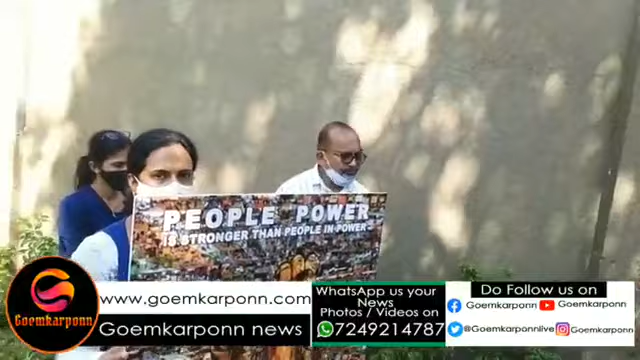 PEOPLE POWER
IS STRONGER THAN PEOPLE IN POWER
Goemkarponn
www.goemkarponn.com
Goemkarponn news
WhatsApp us your
News
Photos / Videos on
7249214787
Do Follow us on
Goemkarponn
Goemkarponn
@Goemkarponnlive
Goemkarponn